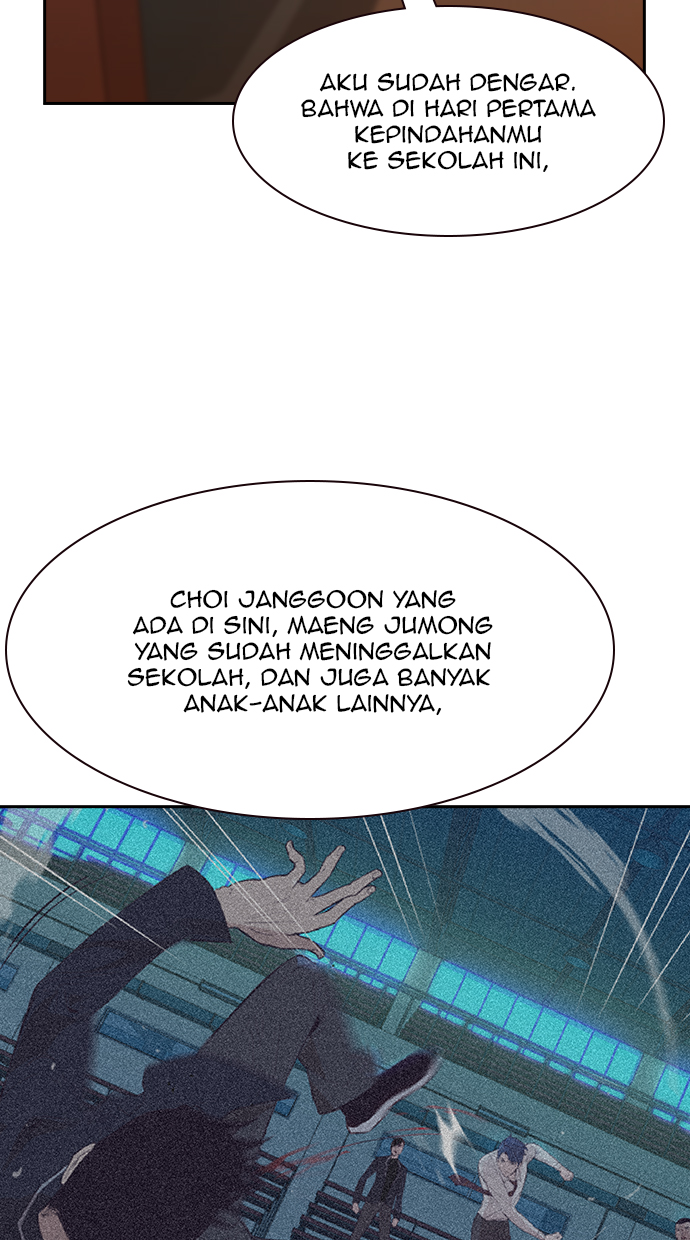 AKU SUDAH DENGAR.
BAHWA DI HARI PERTAMA
KEPINDAHANMU
KE SEKOLAH INI,
CHOI JANGGOON YANG
ADA DI SINI, MAENG JUMONG
YANG SUDAH MENINGGALKAN
SEKOLAH, DAN JUGA BANYAK
ANAK-ANAK LAINNYA,